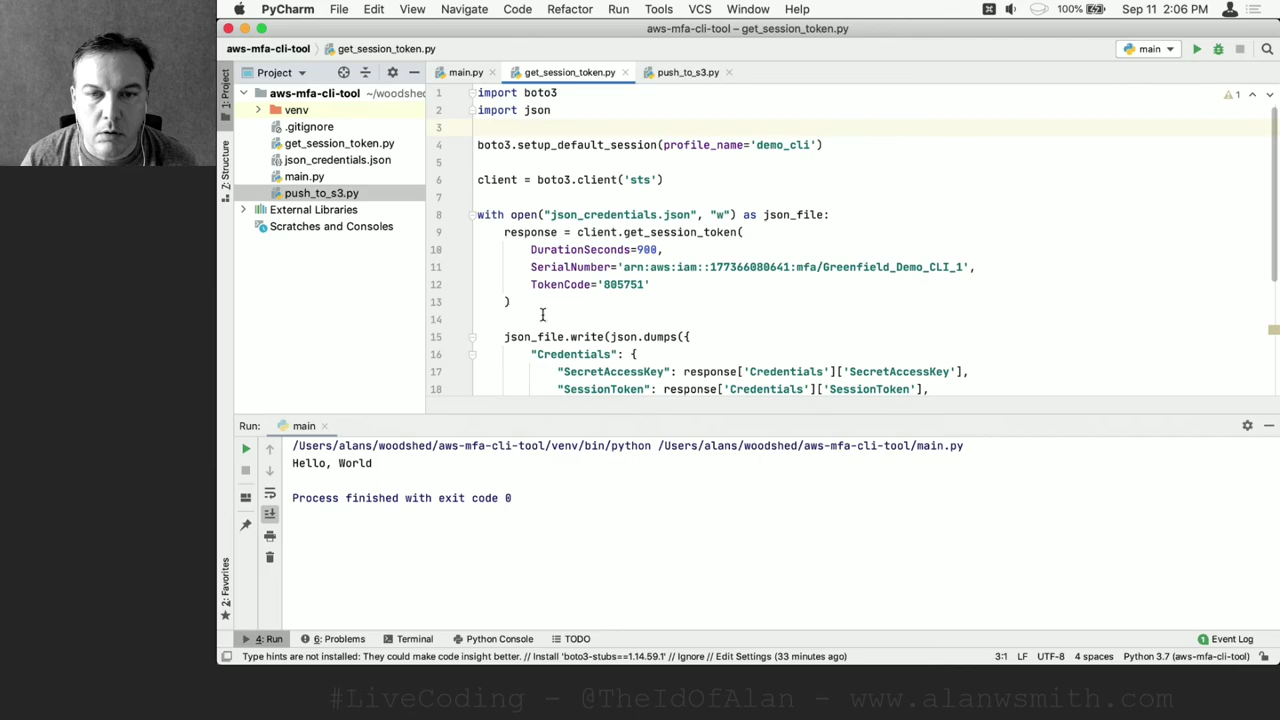 PyCharm File Edit View Navigate Code Refactor Run Tools VCS Window Help 100% Sep 11 2:06 PM
aws-mfa-cli-tool – get_session_token.py
aws-mfa-cli-tool get_session_token.py main
Project main.py get_session_token.py push_to_s3.py
1: Project
Z: Structure
2: Favorites
aws-mfa-cli-tool ~/woodshed
venv
.gitignore
get_session_token.py
json_credentials.json
main.py
push_to_s3.py
External Libraries
Scratches and Consoles
1 import boto3
2 import json
3
4 boto3.setup_default_session(profile_name='demo_cli')
5
6 client = boto3.client('sts')
7
8 with open("json_credentials.json", "w") as json_file:
9 response = client.get_session_token(
10 DurationSeconds=900,
11 SerialNumber='arn:aws:iam::177366080641:mfa/Greenfield_Demo_CLI_1',
12 TokenCode='805751'
13 )
14
15 json_file.write(json.dumps({
16 "Credentials": {
17 "SecretAccessKey": response['Credentials']['SecretAccessKey'],
18 "SessionToken": response['Credentials']['SessionToken'],
1
Run: main
/Users/alans/woodshed/aws-mfa-cli-tool/venv/bin/python /Users/alans/woodshed/aws-mfa-cli-tool/main.py
Hello, World
Process finished with exit code 0
4: Run 6: Problems Terminal Python Console TODO 1 Event Log
Type hints are not installed: They could make code insight better. // Install 'boto3-stubs==1.14.59.1' // Ignore // Edit Settings (33 minutes ago) 3:1 LF UTF-8 4 spaces Python 3.7 (aws-mfa-cli-tool)
#LiveCoding - @TheIdOfAlan - www.alanwsmith.com